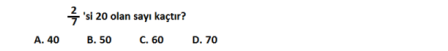 2/7 'si 20 olan sayı kaçtır?
A. 40 B. 50 C. 60 D. 70